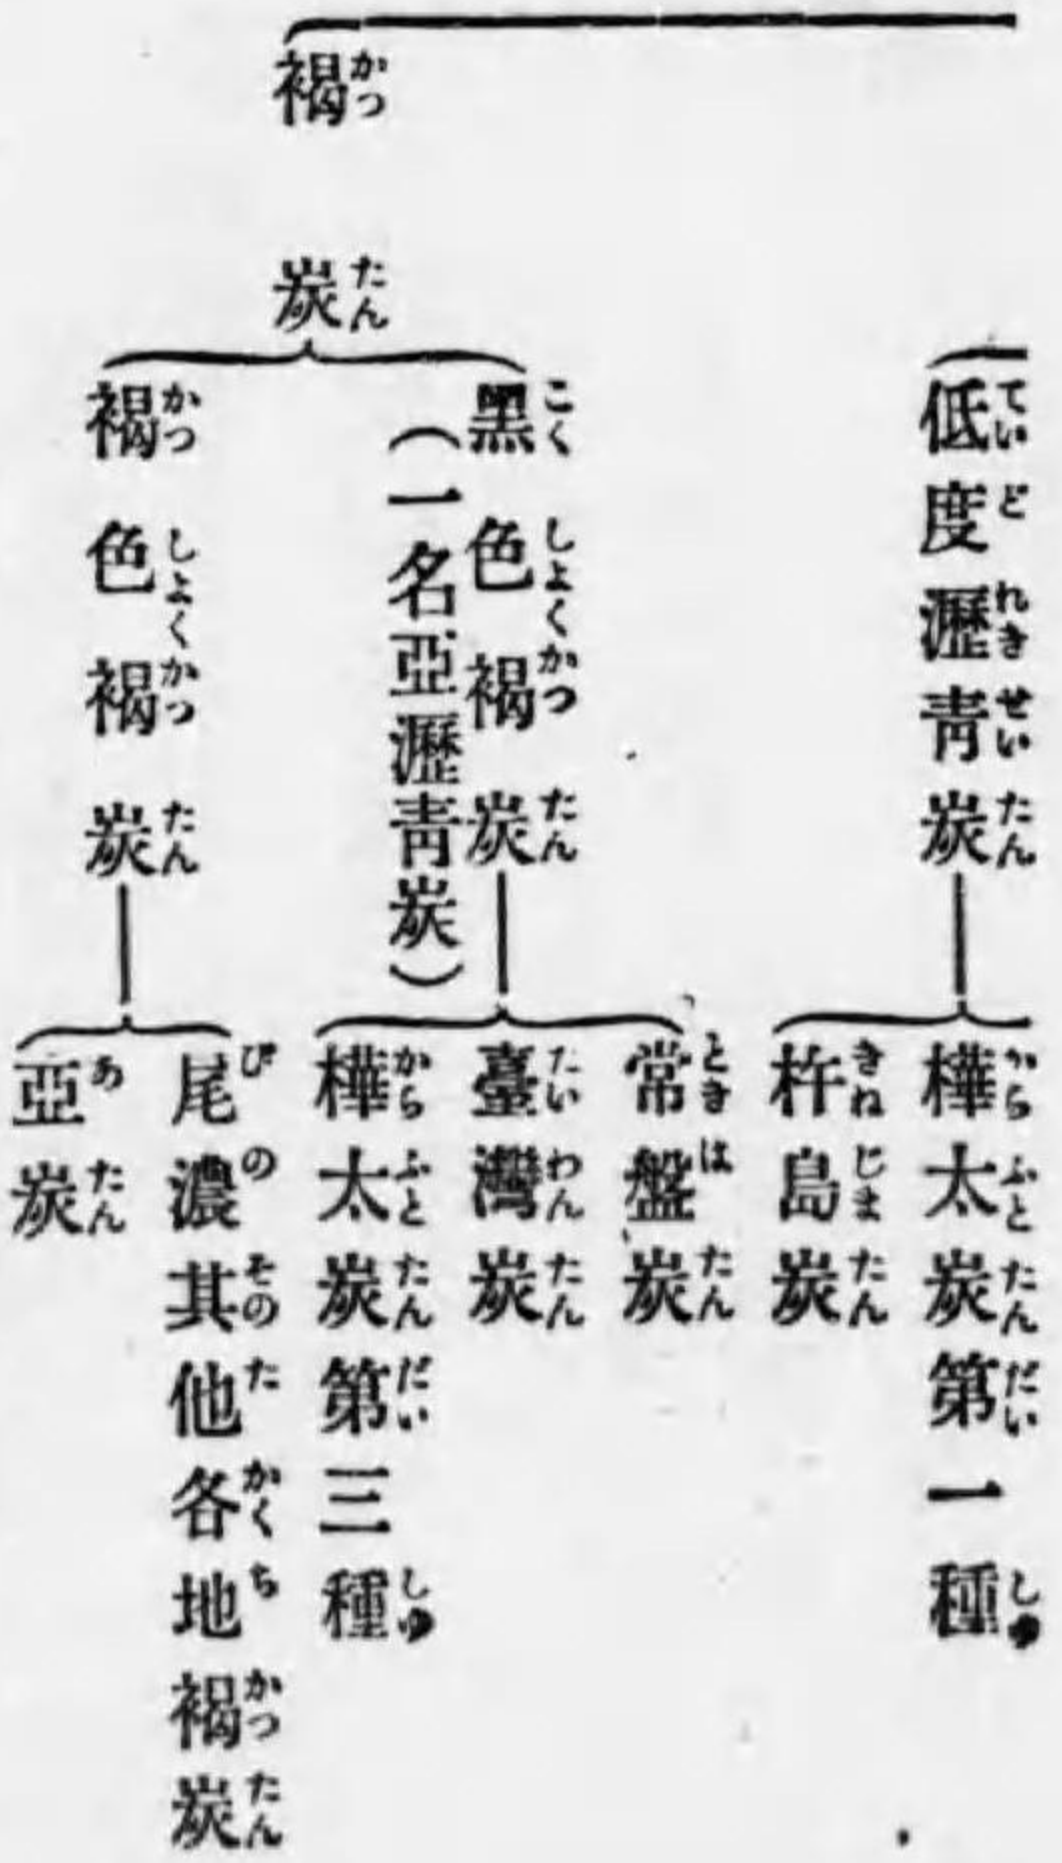 低度瀝青炭
樺太炭第一種
杵島炭
褐炭
黑色褐炭
(一名亞瀝靑炭)
常盤炭
臺灣炭
樺太炭第三種
褐色褐炭
尾濃其他各地褐炭
亞炭